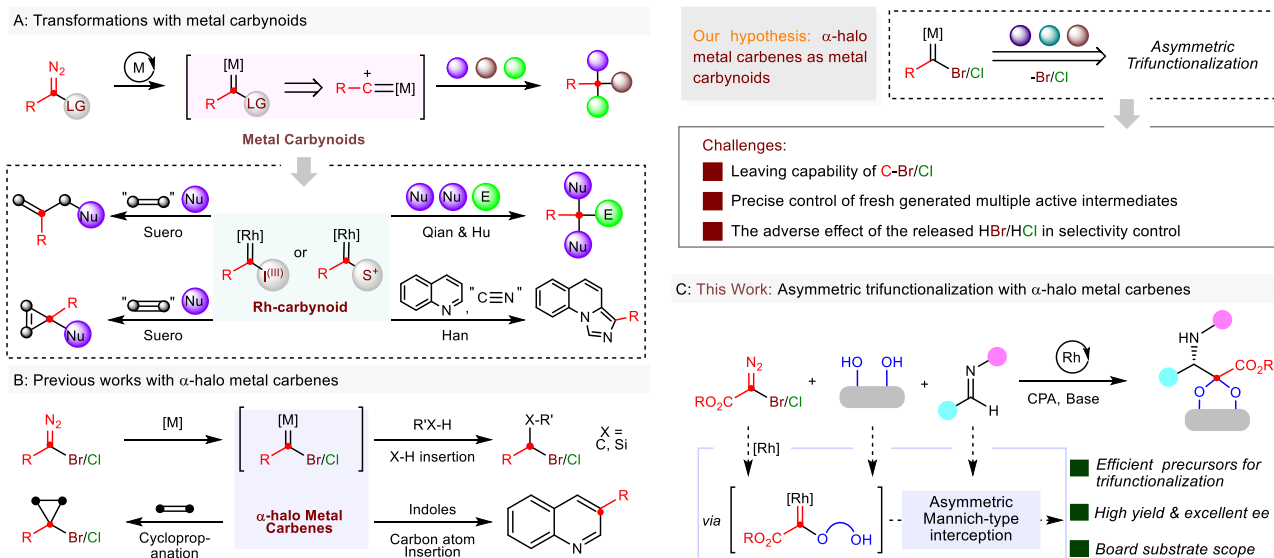 A: Transformations with metal carbynoids
N₂
R
LG
M
[M]
R
LG
+
R-C=[M]
Metal Carbynoids
R
Nu
R
" " Nu
Suero
[Rh]
R
I(III)
or
[Rh]
R
S⁺
Rh-carbynoid
Nu Nu E
Qian & Hu
Nu
R
E
Nu
R
Nu
" " Nu
Suero
N
, "C≡N"
Han
N
N
R
B: Previous works with α-halo metal carbenes
N₂
R
Br/Cl
[M]
[M]
R
Br/Cl
R'X-H
X-H insertion
X-R'
R
Br/Cl
X =
C, Si
R
Br/Cl
Cycloprop-
anation
α-halo Metal
Carbenes
Indoles
Carbon atom
Insertion
N
R
Our hypothesis: α-halo
metal carbenes as metal
carbynoids
[M]
R
Br/Cl
-Br/Cl
Asymmetric
Trifunctionalization
Challenges:
Leaving capability of C-Br/Cl
Precise control of fresh generated multiple active intermediates
The adverse effect of the released HBr/HCl in selectivity control
C: This Work: Asymmetric trifunctionalization with α-halo metal carbenes
N₂
RO₂C
Br/Cl
+
HO OH
+
N
H
Rh
CPA, Base
HN
CO₂R
O O
[Rh]
via
[Rh]
RO₂C
O OH
Asymmetric
Mannich-type
interception
Efficient precursors for
trifunctionalization
High yield & excellent ee
Board substrate scope